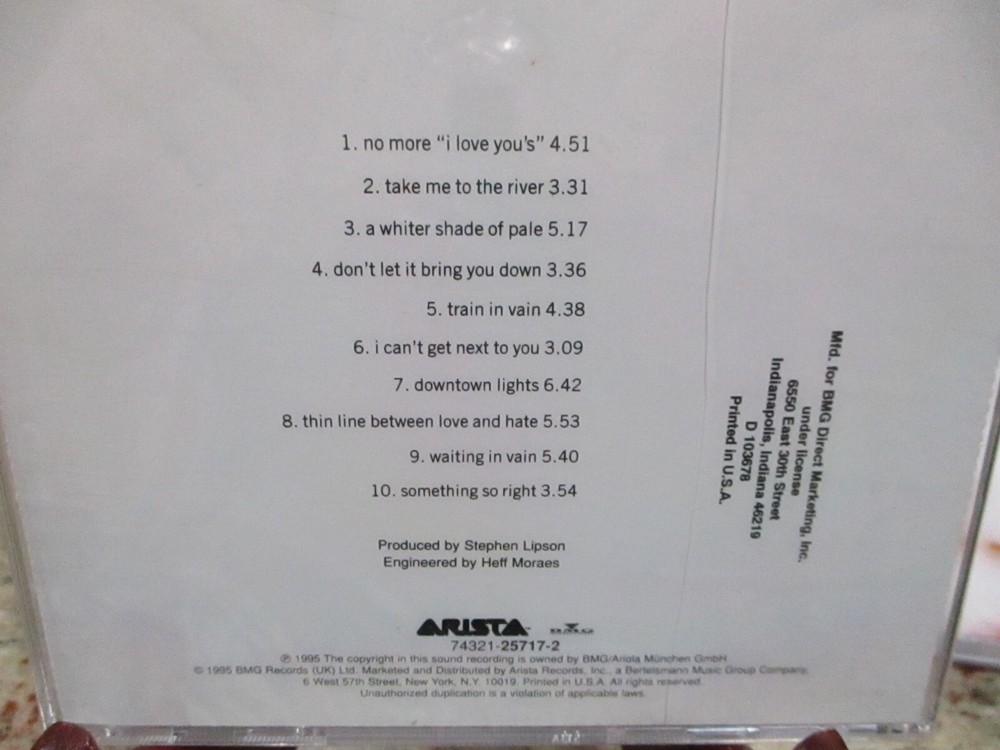 1. no more “i love you's” 4.51
2. take me to the river 3.31
3. a whiter shade of pale 5.17
4. don't let it bring you down 3.36
5. train in vain 4.38
6. i can't get next to you 3.09
7. downtown lights 6.42
8. thin line between love and hate 5.53
9. waiting in vain 5.40
10. something so right 3.54
Produced by Stephen Lipson
Engineered by Heff Moraes
ARISTA BMG
74321-25717-2
℗ 1995 The copyright in this sound recording is owned by BMG/Ariola München GmbH
© 1995 BMG Records (UK) Ltd. Marketed and Distributed by Arista Records, Inc., a Bertelsmann Music Group Company,
6 West 57th Street, New York, N.Y. 10019. Printed in U.S.A. All rights reserved.
Unauthorized duplication is a violation of applicable laws.
Mfd. for BMG Direct Marketing, Inc.
under license
6550 East 30th Street
Indianapolis, Indiana 46219
D 103678
Printed in U.S.A.